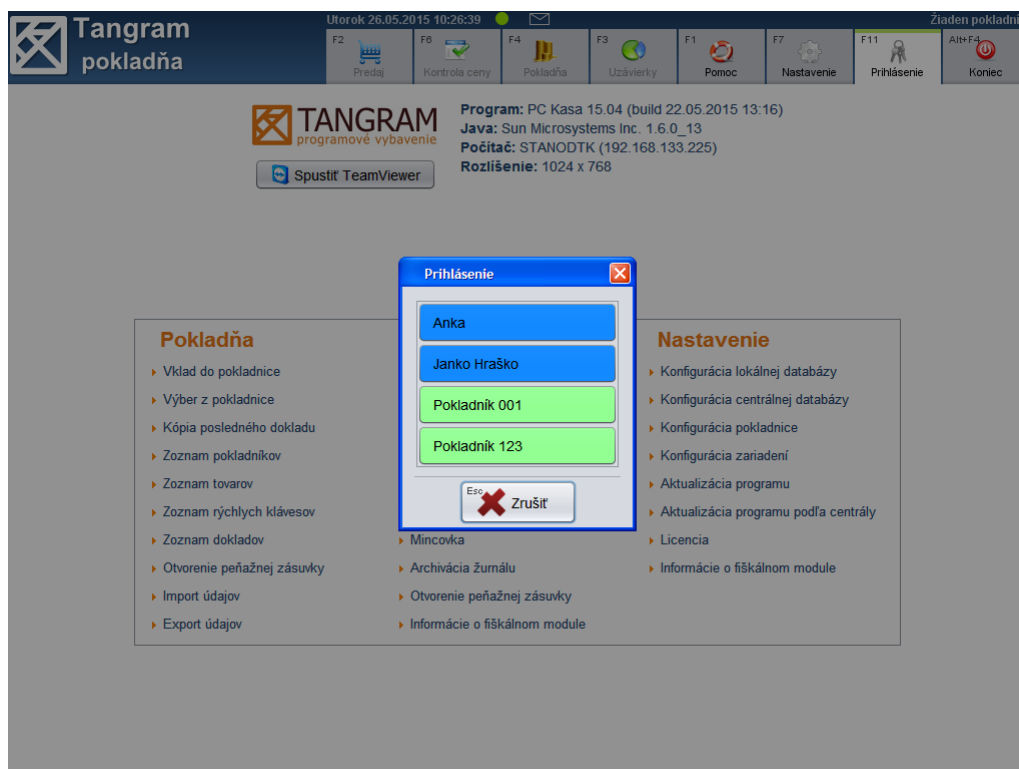 Tangram
pokladňa
Utorok 26.05.2015 10:26:39
Žiaden pokladní
F2 Predaj
F6 Kontrola ceny
F4 Pokladňa
F3 Uzávierky
F1 Pomoc
F7 Nastavenie
F11 Prihlásenie
Alt+F4 Koniec
TANGRAM
programové vybavenie
Spustiť TeamViewer
Program: PC Kasa 15.04 (build 22.05.2015 13:16)
Java: Sun Microsystems Inc. 1.6.0_13
Počítač: STANODTK (192.168.133.225)
Rozlíšenie: 1024 x 768
Prihlásenie
Anka
Janko Hraško
Pokladník 001
Pokladník 123
Esc Zrušiť
Pokladňa
Vklad do pokladnice
Výber z pokladnice
Kópia posledného dokladu
Zoznam pokladníkov
Zoznam tovarov
Zoznam rýchlych klávesov
Zoznam dokladov
Otvorenie peňažnej zásuvky
Import údajov
Export údajov
Mincovka
Archivácia žurnálu
Otvorenie peňažnej zásuvky
Informácie o fiškálnom module
Nastavenie
Konfigurácia lokálnej databázy
Konfigurácia centrálnej databázy
Konfigurácia pokladnice
Konfigurácia zariadení
Aktualizácia programu
Aktualizácia programu podľa centrály
Licencia
Informácie o fiškálnom module